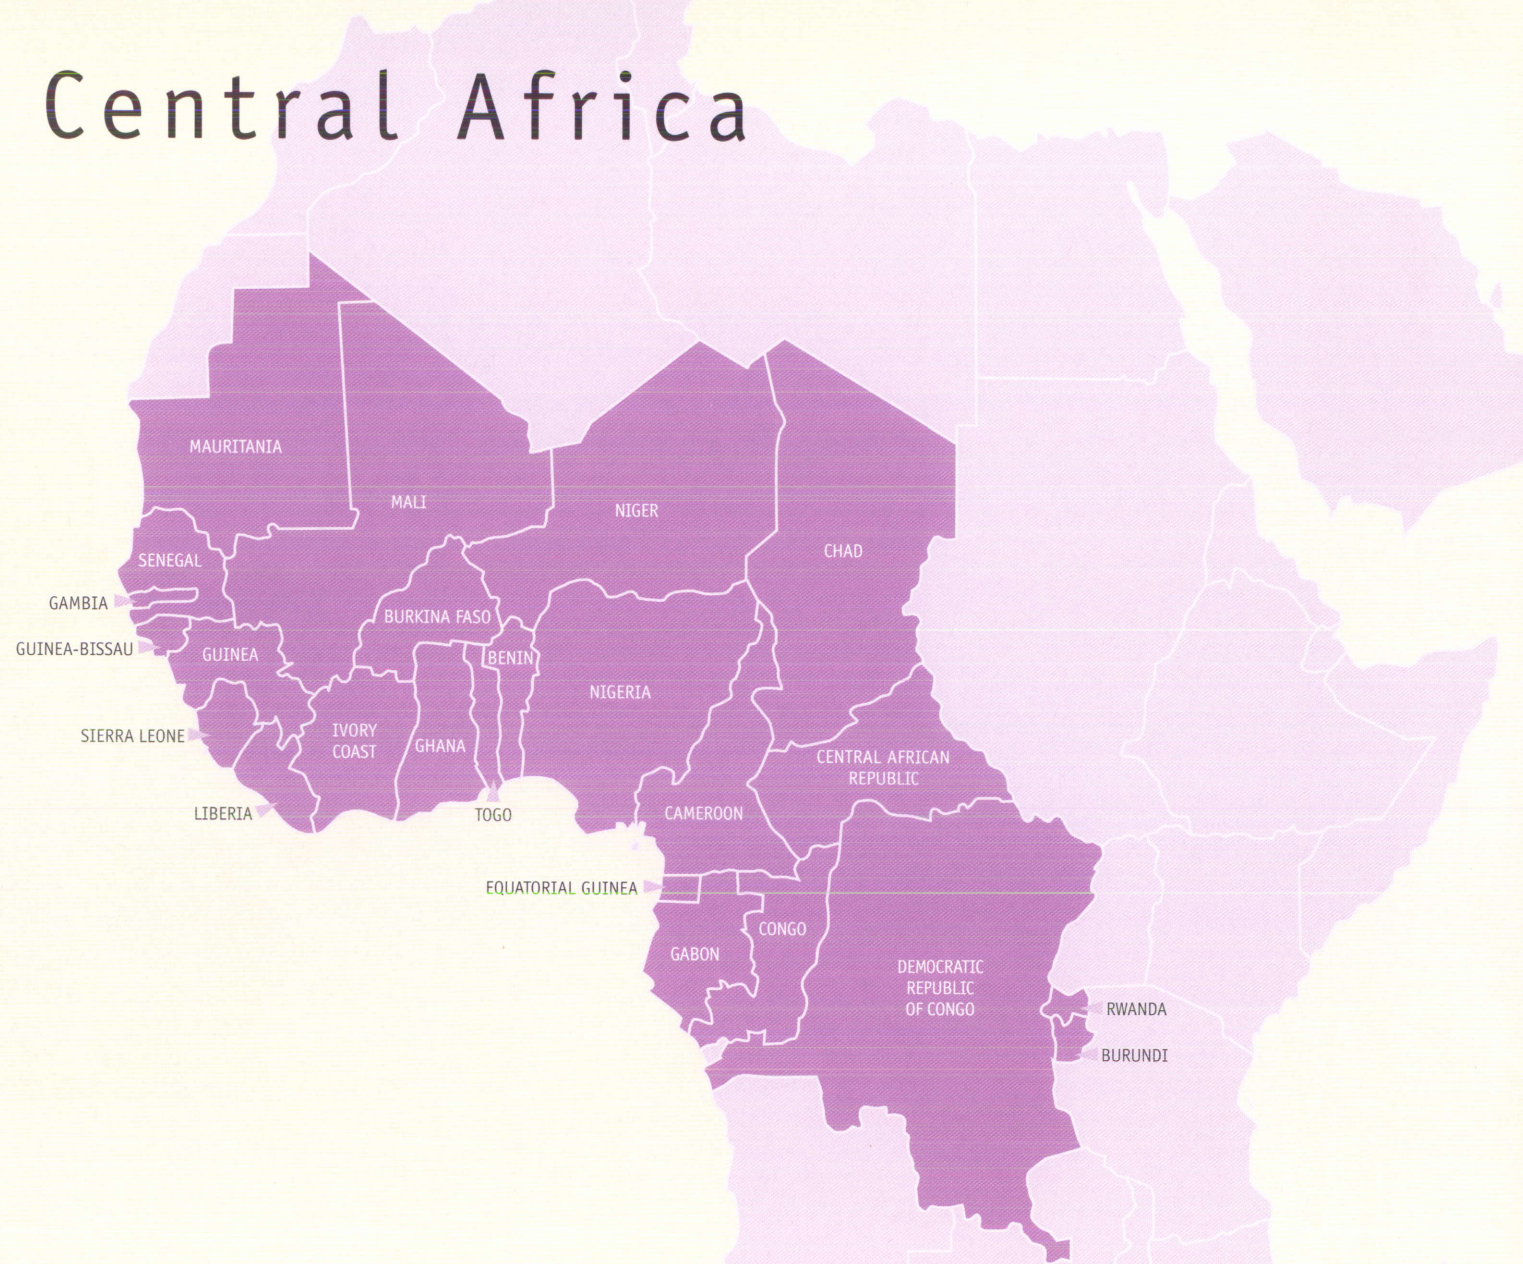 Central Africa
MAURITANIA
MALI
NIGER
CHAD
SENEGAL
GAMBIA
BURKINA FASO
GUINEA-BISSAU
GUINEA
BENIN
NIGERIA
SIERRA LEONE
IVORY
COAST
GHANA
CENTRAL AFRICAN
REPUBLIC
LIBERIA
TOGO
CAMEROON
EQUATORIAL GUINEA
CONGO
GABON
DEMOCRATIC
REPUBLIC
OF CONGO
RWANDA
BURUNDI